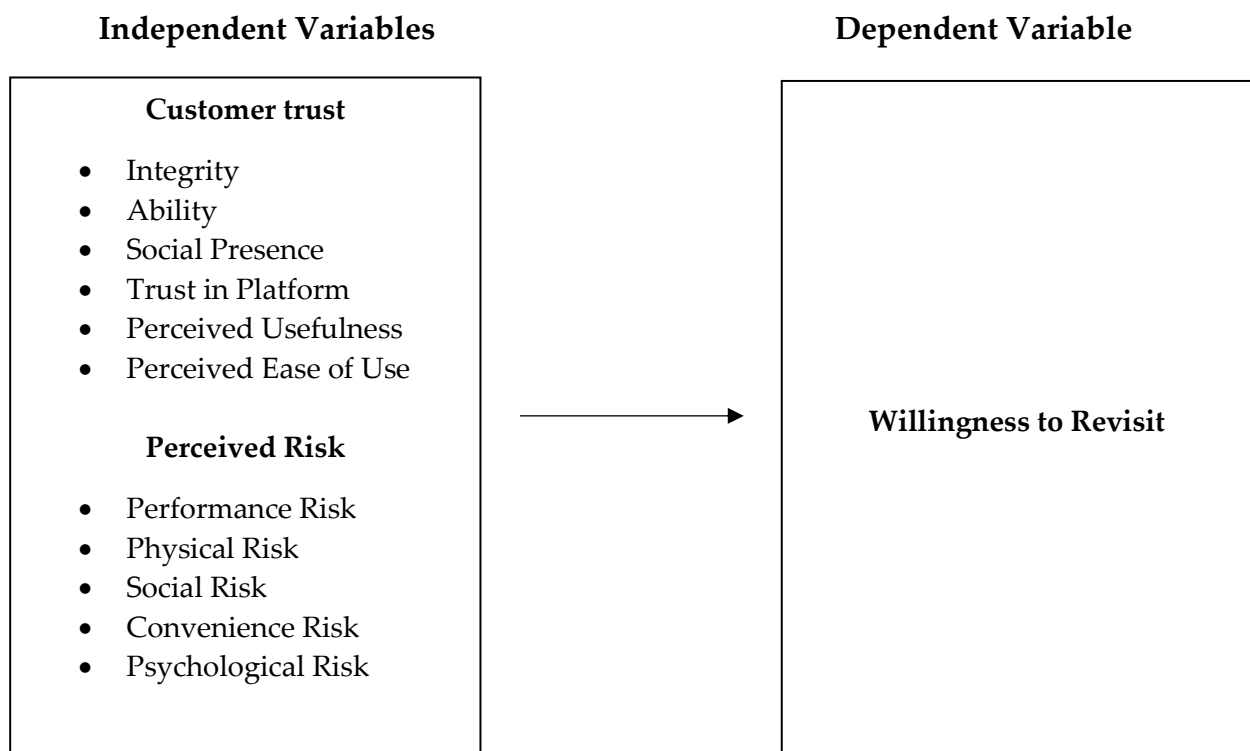 Independent Variables
Dependent Variable
Customer trust
• Integrity
• Ability
• Social Presence
• Trust in Platform
• Perceived Usefulness
• Perceived Ease of Use
Perceived Risk
• Performance Risk
• Physical Risk
• Social Risk
• Convenience Risk
• Psychological Risk
Willingness to Revisit